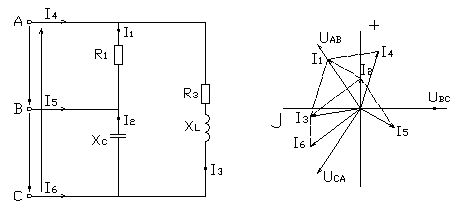 A I4
I1
R1
R3
B I5
I2
XC
XL
I3
C I6
+
UAB
I1
I4
I2
UBC
J
I3
I5
I6
UCA